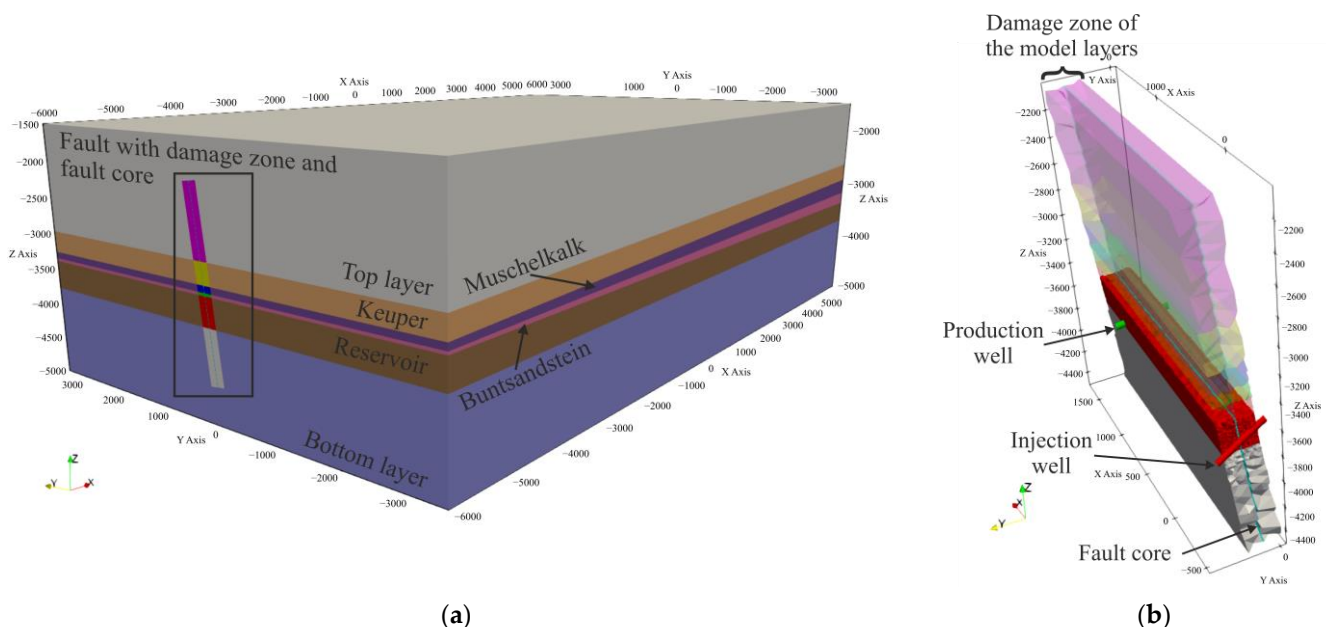 X Axis
−6000 −5000 −4000 −3000 −2000 −1000 0 1000 2000 3000 4000 5000 6000
Y Axis
3000 1000 0 −1000 −3000
−1500
−2000
−2500
−3000
Z Axis
−3500
−4000
−4500
−5000
Fault with damage zone and
fault core
Top layer
Keuper
Reservoir
Muschelkalk
Buntsandstein
Bottom layer
−2000
−3000
Z Axis
−4000
−5000
3000 2000 1000 0 −1000 −2000 −3000
Y Axis
−6000 −5000 −4000 −3000 −2000 −1000 0 1000 2000 3000 4000 5000
X Axis
Z
Y X
(a)
Damage zone of
the model layers
Y Axis
0
1000
X Axis
0
−2200
−2400
−2600
−2800
−3000
−3200
Z Axis
−3400
−3600
−3800
−4000
−4200
−4400
Production
well
Injection
well
Fault core
−2200
−2400
−2600
−2800
−3000
−3200
Z Axis
−3400
−3600
−3800
−4000
−4200
−4400
1500
1000
X Axis
500
0
−500
0
Y Axis
Z
X
Y
(b)